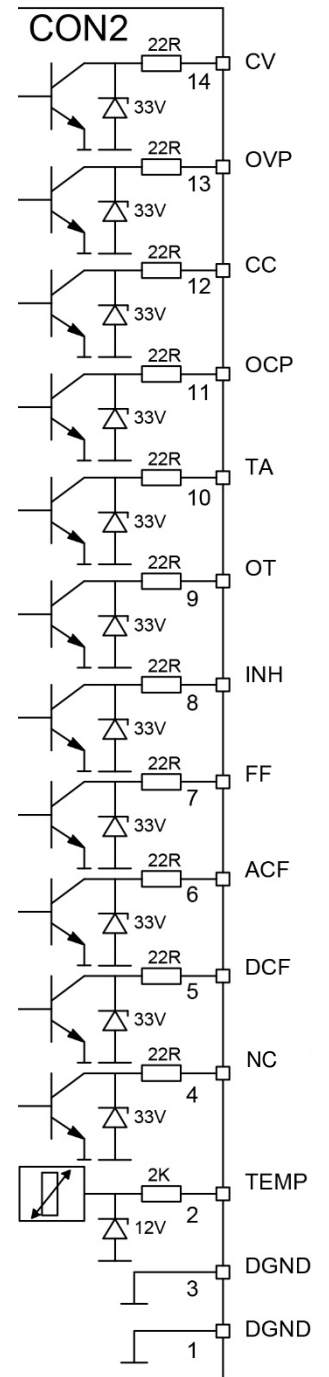 CON2
22R CV
14
33V
22R OVP
13
33V
22R CC
12
33V
22R OCP
11
33V
22R TA
10
33V
22R OT
9
33V
22R INH
8
33V
22R FF
7
33V
22R ACF
6
33V
22R DCF
5
33V
22R NC
4
33V
2K TEMP
2
12V
DGND
3
DGND
1